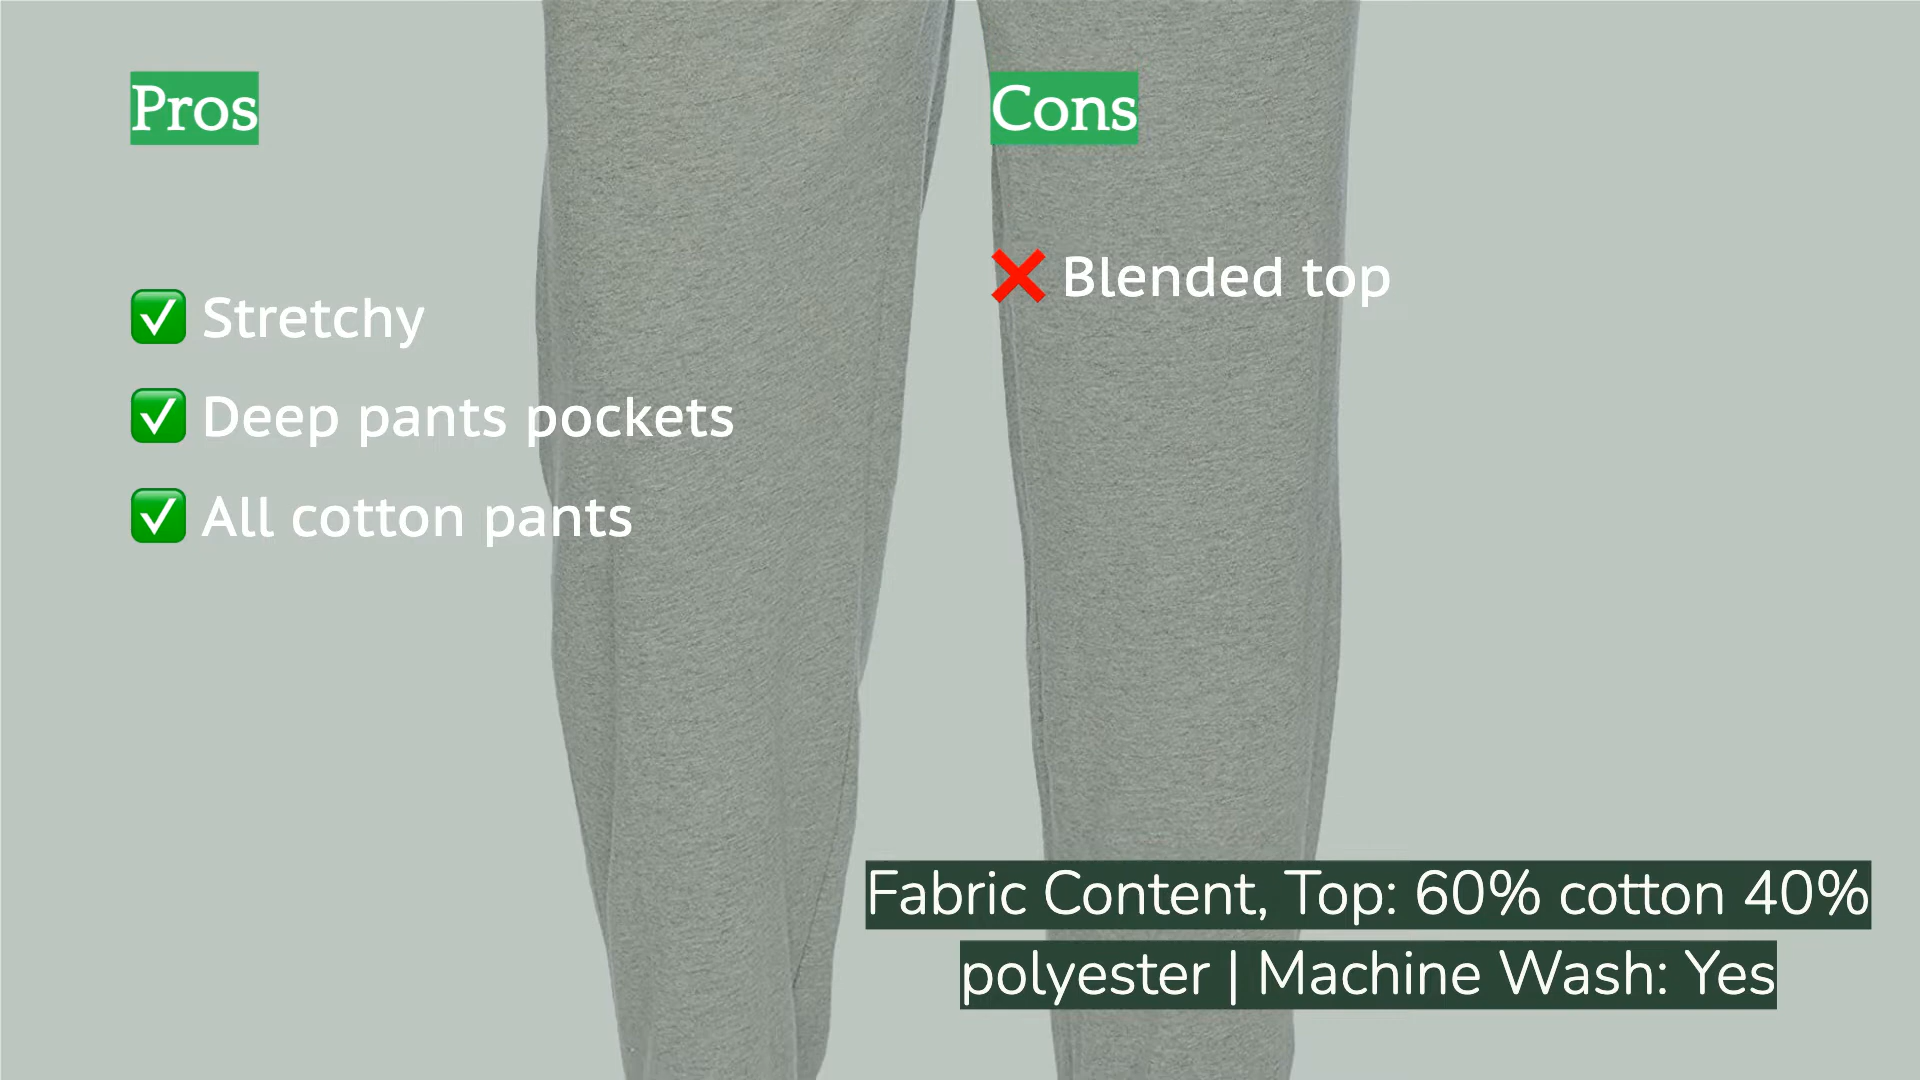 Pros
✅ Stretchy
✅ Deep pants pockets
✅ All cotton pants
Cons
❌ Blended top
Fabric Content, Top: 60% cotton 40%
polyester | Machine Wash: Yes